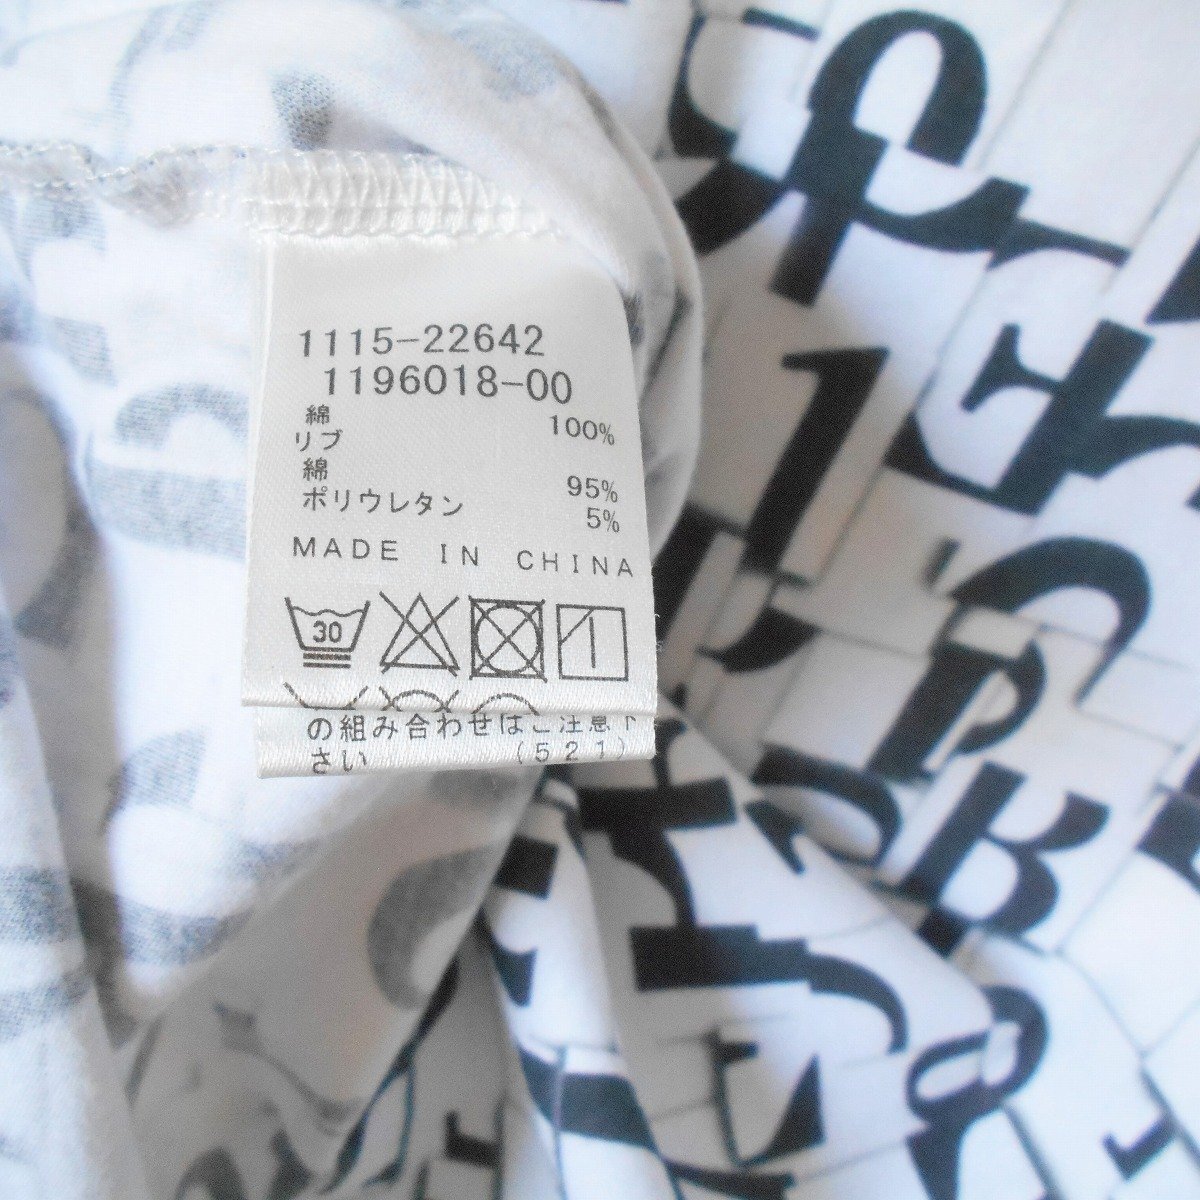 1115-22642
1196018-00
綿 100%
リブ
綿 95%
ポリウレタン 5%
MADE IN CHINA
30
の組み合わせはご注意下
さい (521)